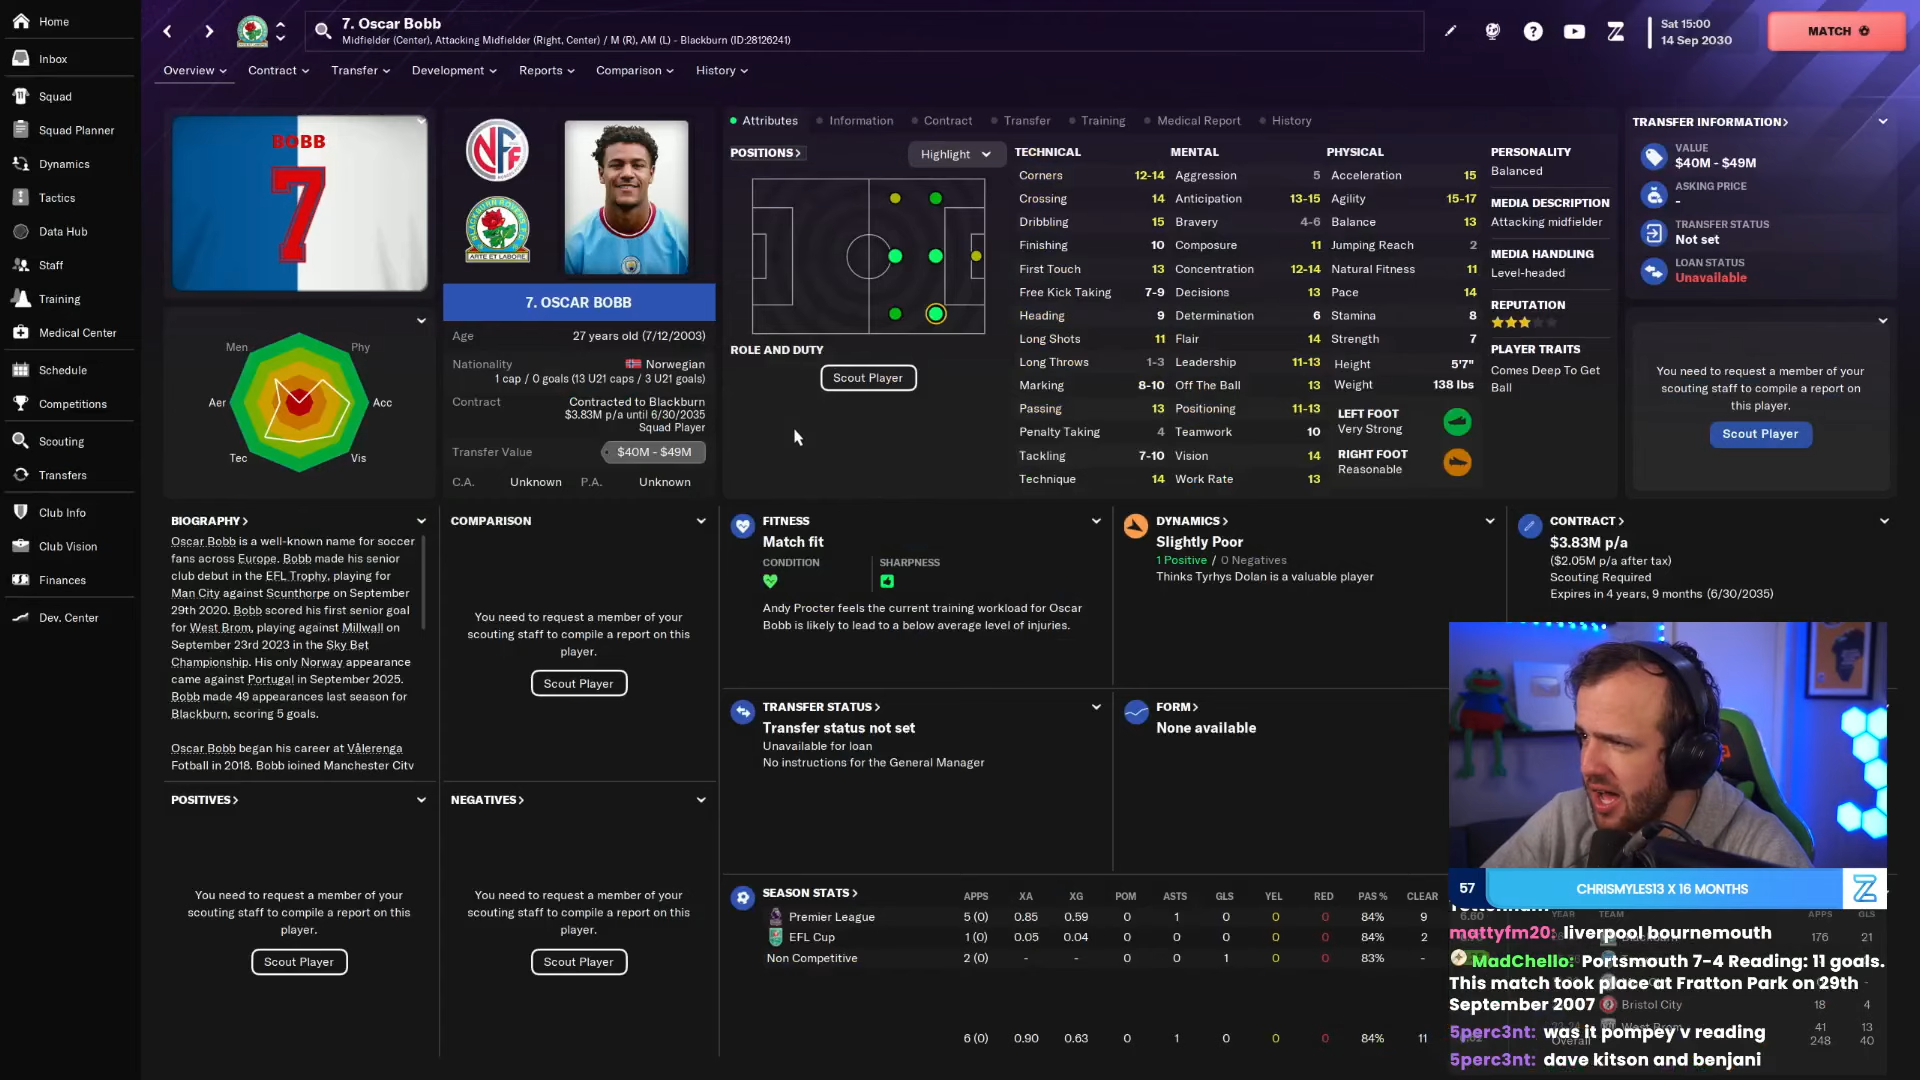 Home
Inbox
Squad
Squad Planner
Dynamics
Tactics
Data Hub
Staff
Training
Medical Center
Schedule
Competitions
Scouting
Transfers
Club Info
Club Vision
Finances
Dev. Center
7. Oscar Bobb
Midfielder (Center), Attacking Midfielder (Right, Center) / M (R), AM (L) - Blackburn (ID:28126241)
Sat 15:00
14 Sep 2030
MATCH
Overview
Contract
Transfer
Development
Reports
Comparison
History
BOBB
7
Men
Phy
Aer
Acc
Tec
Vis
7. OSCAR BOBB
Age 27 years old (7/12/2003)
Nationality Norwegian
1 cap / 0 goals (13 U21 caps / 3 U21 goals)
Contract Contracted to Blackburn
$3.83M p/a until 6/30/2035
Squad Player
Transfer Value $40M - $49M
C.A. Unknown P.A. Unknown
Attributes Information Contract Transfer Training Medical Report History
POSITIONS>
Highlight
ROLE AND DUTY
Scout Player
TECHNICAL
Corners 12-14
Crossing 14
Dribbling 15
Finishing 10
First Touch 13
Free Kick Taking 7-9
Heading 9
Long Shots 11
Long Throws 1-3
Marking 8-10
Passing 13
Penalty Taking 4
Tackling 7-10
Technique 14
MENTAL
Aggression 5
Anticipation 13-15
Bravery 4-6
Composure 11
Concentration 12-14
Decisions 13
Determination 6
Flair 14
Leadership 11-13
Off The Ball 13
Positioning 11-13
Teamwork 10
Vision 14
Work Rate 13
PHYSICAL
Acceleration 15
Agility 15-17
Balance 13
Jumping Reach 2
Natural Fitness 11
Pace 14
Stamina 8
Strength 7
Height 5'7"
Weight 138 lbs
LEFT FOOT
Very Strong
RIGHT FOOT
Reasonable
PERSONALITY
Balanced
MEDIA DESCRIPTION
Attacking midfielder
MEDIA HANDLING
Level-headed
REPUTATION
PLAYER TRAITS
Comes Deep To Get
Ball
TRANSFER INFORMATION>
VALUE
$40M - $49M
ASKING PRICE
-
TRANSFER STATUS
Not set
LOAN STATUS
Unavailable
You need to request a member of your
scouting staff to compile a report on
this player.
Scout Player
BIOGRAPHY>
Oscar Bobb is a well-known name for soccer
fans across Europe. Bobb made his senior
club debut in the EFL Trophy, playing for
Man City against Scunthorpe on September
29th 2020. Bobb scored his first senior goal
for West Brom, playing against Millwall on
September 23rd 2023 in the Sky Bet
Championship. His only Norway appearance
came against Portugal in September 2025.
Bobb made 49 appearances last season for
Blackburn, scoring 5 goals.
Oscar Bobb began his career at Vålerenga
Fotball in 2018. Bobb joined Manchester City
COMPARISON
You need to request a member of your
scouting staff to compile a report on this
player.
Scout Player
FITNESS
Match fit
CONDITION
SHARPNESS
Andy Procter feels the current training workload for Oscar
Bobb is likely to lead to a below average level of injuries.
DYNAMICS>
Slightly Poor
1 Positive / 0 Negatives
Thinks Tyrhys Dolan is a valuable player
CONTRACT>
$3.83M p/a
($2.05M p/a after tax)
Scouting Required
Expires in 4 years, 9 months (6/30/2035)
TRANSFER STATUS>
Transfer status not set
Unavailable for loan
No instructions for the General Manager
FORM>
None available
POSITIVES>
You need to request a member of your
scouting staff to compile a report on this
player.
Scout Player
NEGATIVES>
You need to request a member of your
scouting staff to compile a report on this
player.
Scout Player
SEASON STATS>
APPS XA XG POM ASTS GLS YEL RED PAS % CLEAR
Premier League 5 (0) 0.85 0.59 0 1 0 0 0 84% 9
EFL Cup 1 (0) 0.05 0.04 0 0 0 0 0 84% 2
Non Competitive 2 (0) - - 0 0 1 0 0 83% -
6 (0) 0.90 0.63 0 1 0 0 0 84% 11
57
CHRISMYLES13 X 16 MONTHS
6.60
YEAR TEAM APPS GLS
mattyfm20: liverpool bournemouth
176 21
MadChello: Portsmouth 7-4 Reading: 11 goals.
This match took place at Fratton Park on 29th
September 2007
Bristol City 18 4
5perc3nt: was it pompey v reading
West Brom 41 13
Overall 248 40
5perc3nt: dave kitson and benjani